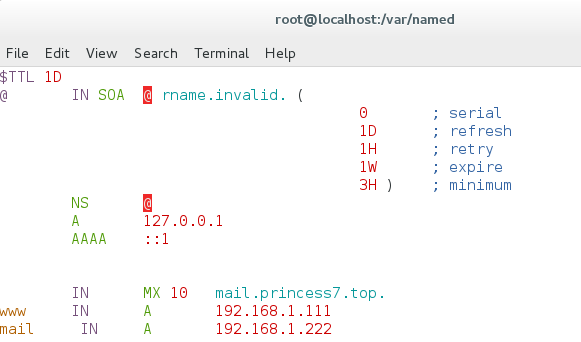 root@localhost:/var/named
File Edit View Search Terminal Help
$TTL 1D
@ IN SOA @ rname.invalid. (
0 ; serial
1D ; refresh
1H ; retry
1W ; expire
3H ) ; minimum
NS @
A 127.0.0.1
AAAA ::1
IN MX 10 mail.princess7.top.
www IN A 192.168.1.111
mail IN A 192.168.1.222